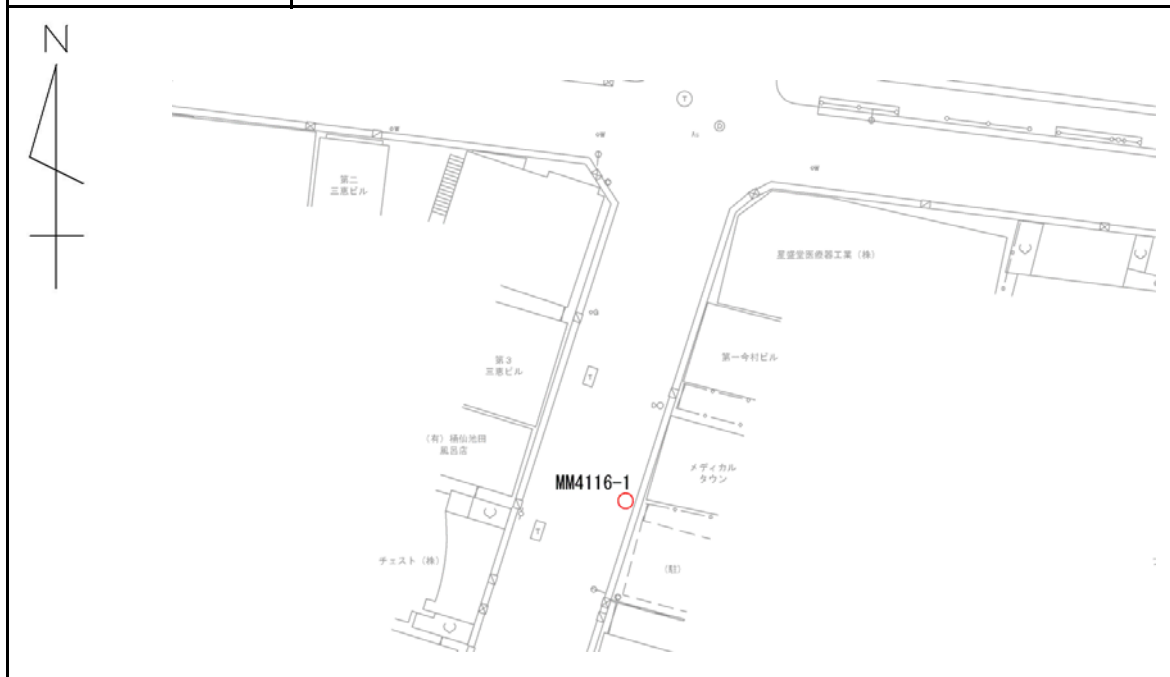 N
T
第二
三恵ビル
星盛堂医療器工業（株）
第一今村ビル
第３
三恵ビル
T
（有）桶仙池田
風呂店
メディカル
タウン
MM4116-1
T
チェスト（株）
（駐）